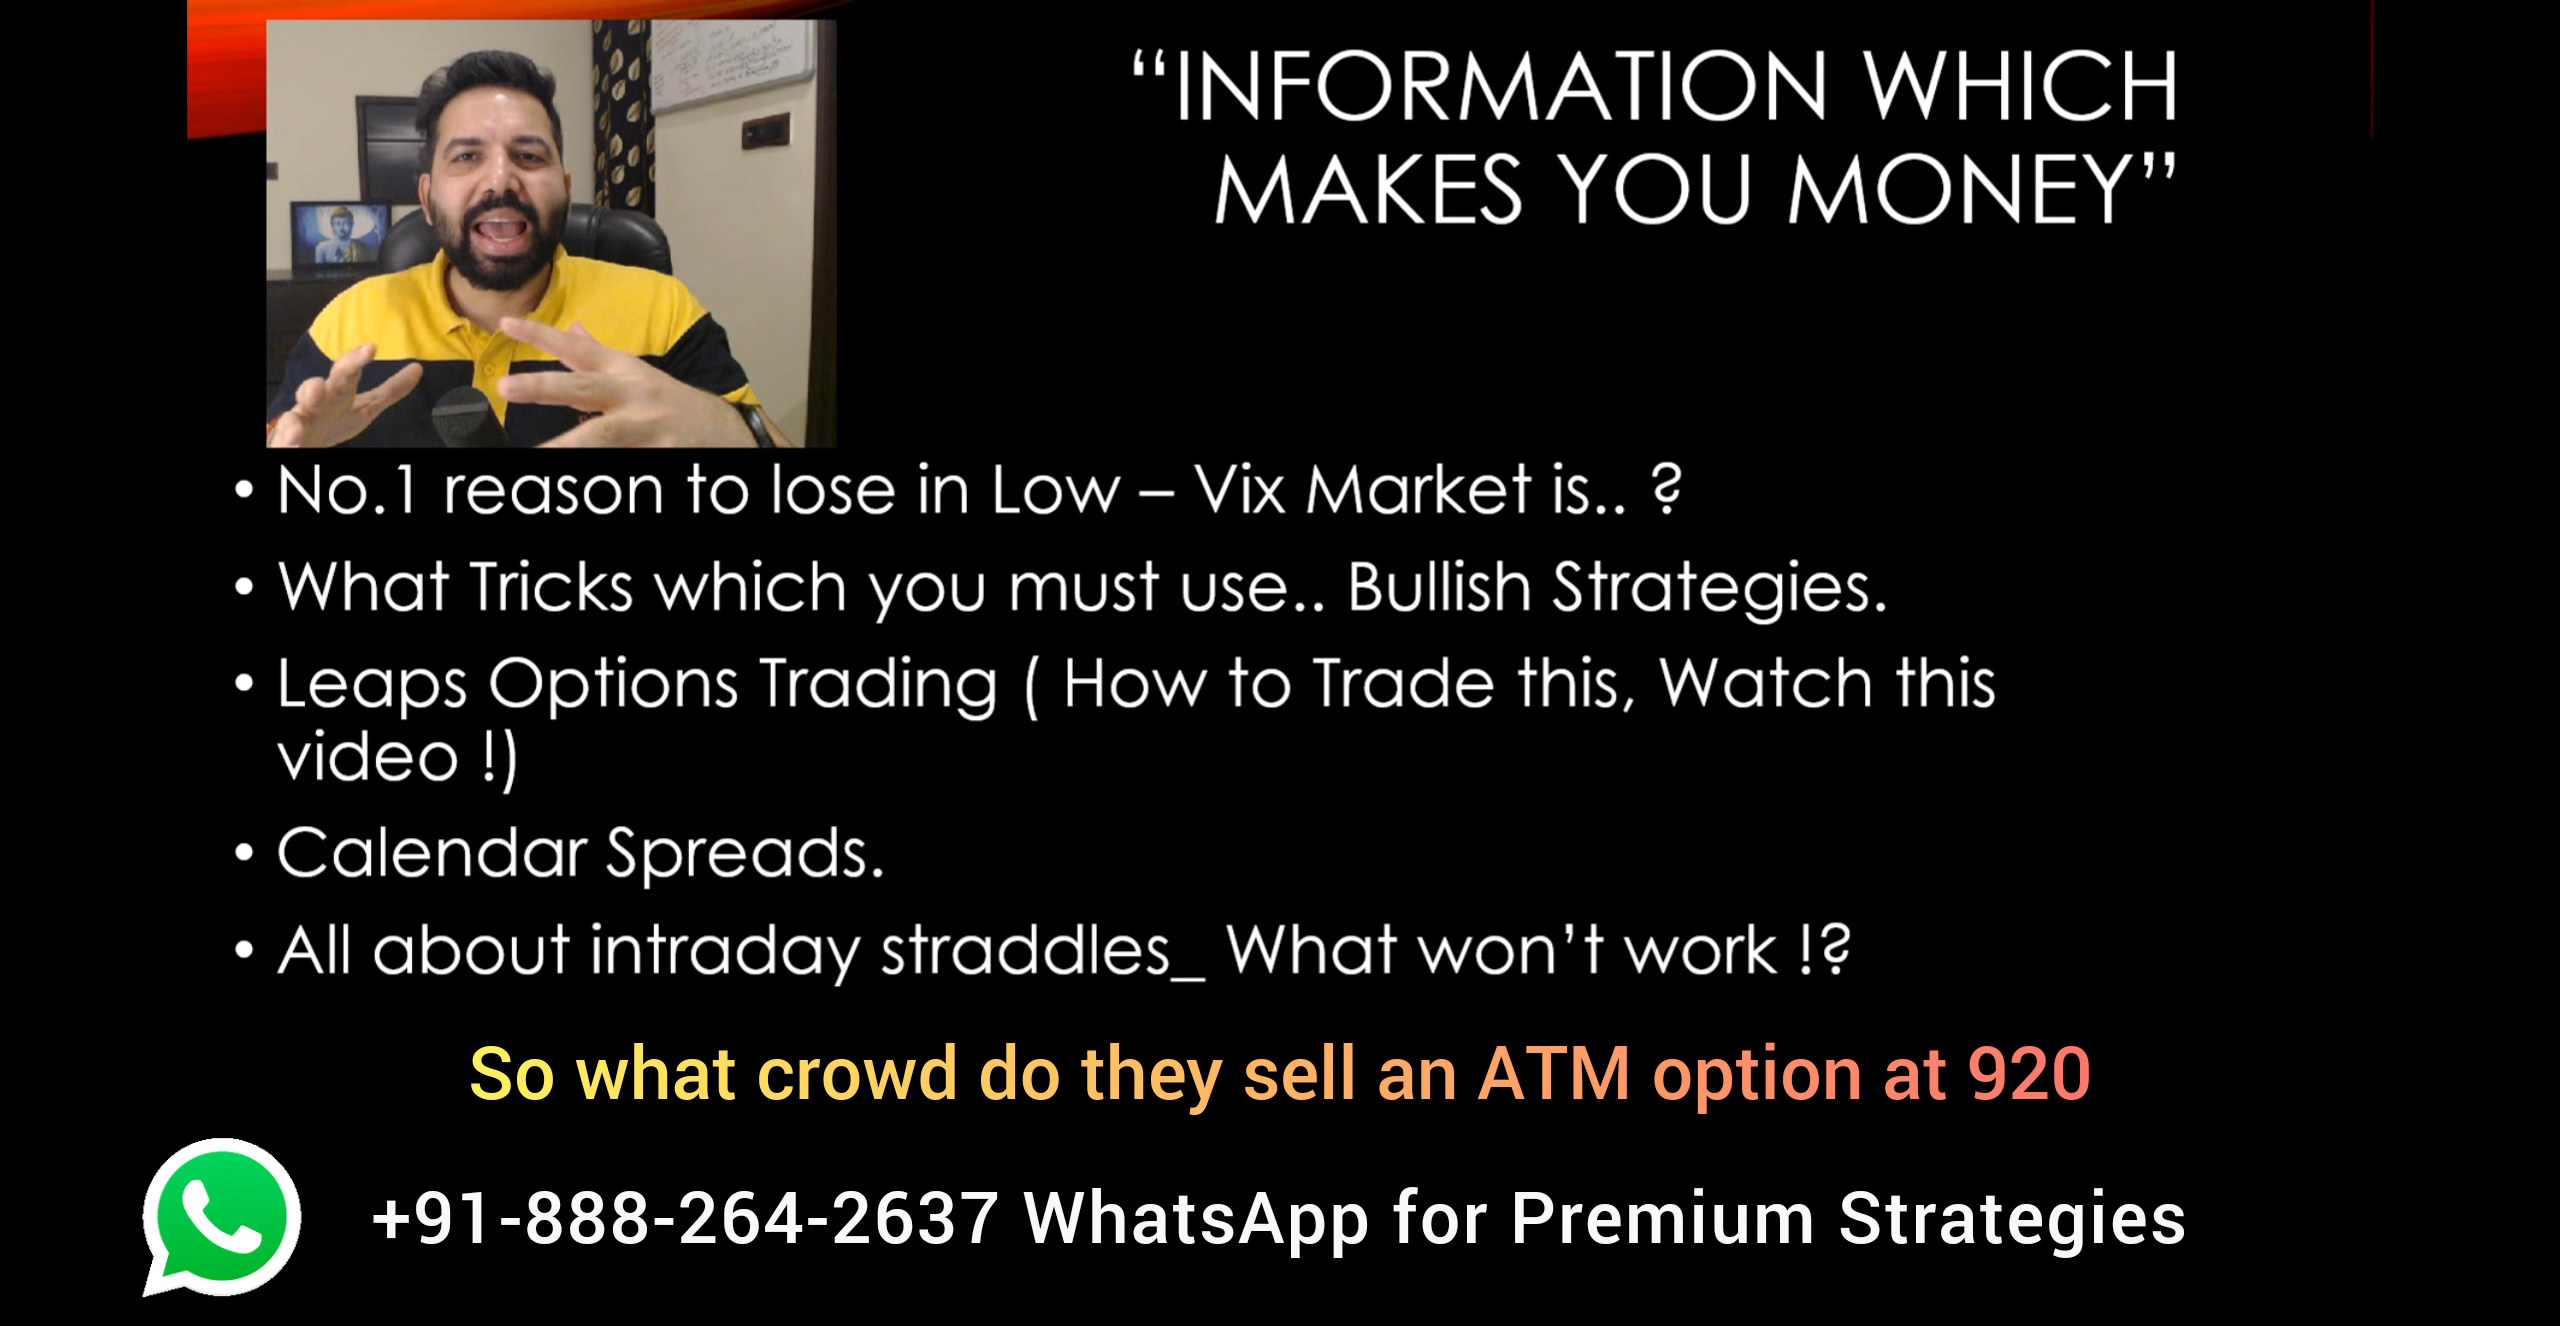 “INFORMATION WHICH
MAKES YOU MONEY”
• No.1 reason to lose in Low – Vix Market is.. ?
• What Tricks which you must use.. Bullish Strategies.
• Leaps Options Trading ( How to Trade this, Watch this
video !)
• Calendar Spreads.
• All about intraday straddles_ What won’t work !?
So what crowd do they sell an ATM option at 920
+91-888-264-2637 WhatsApp for Premium Strategies